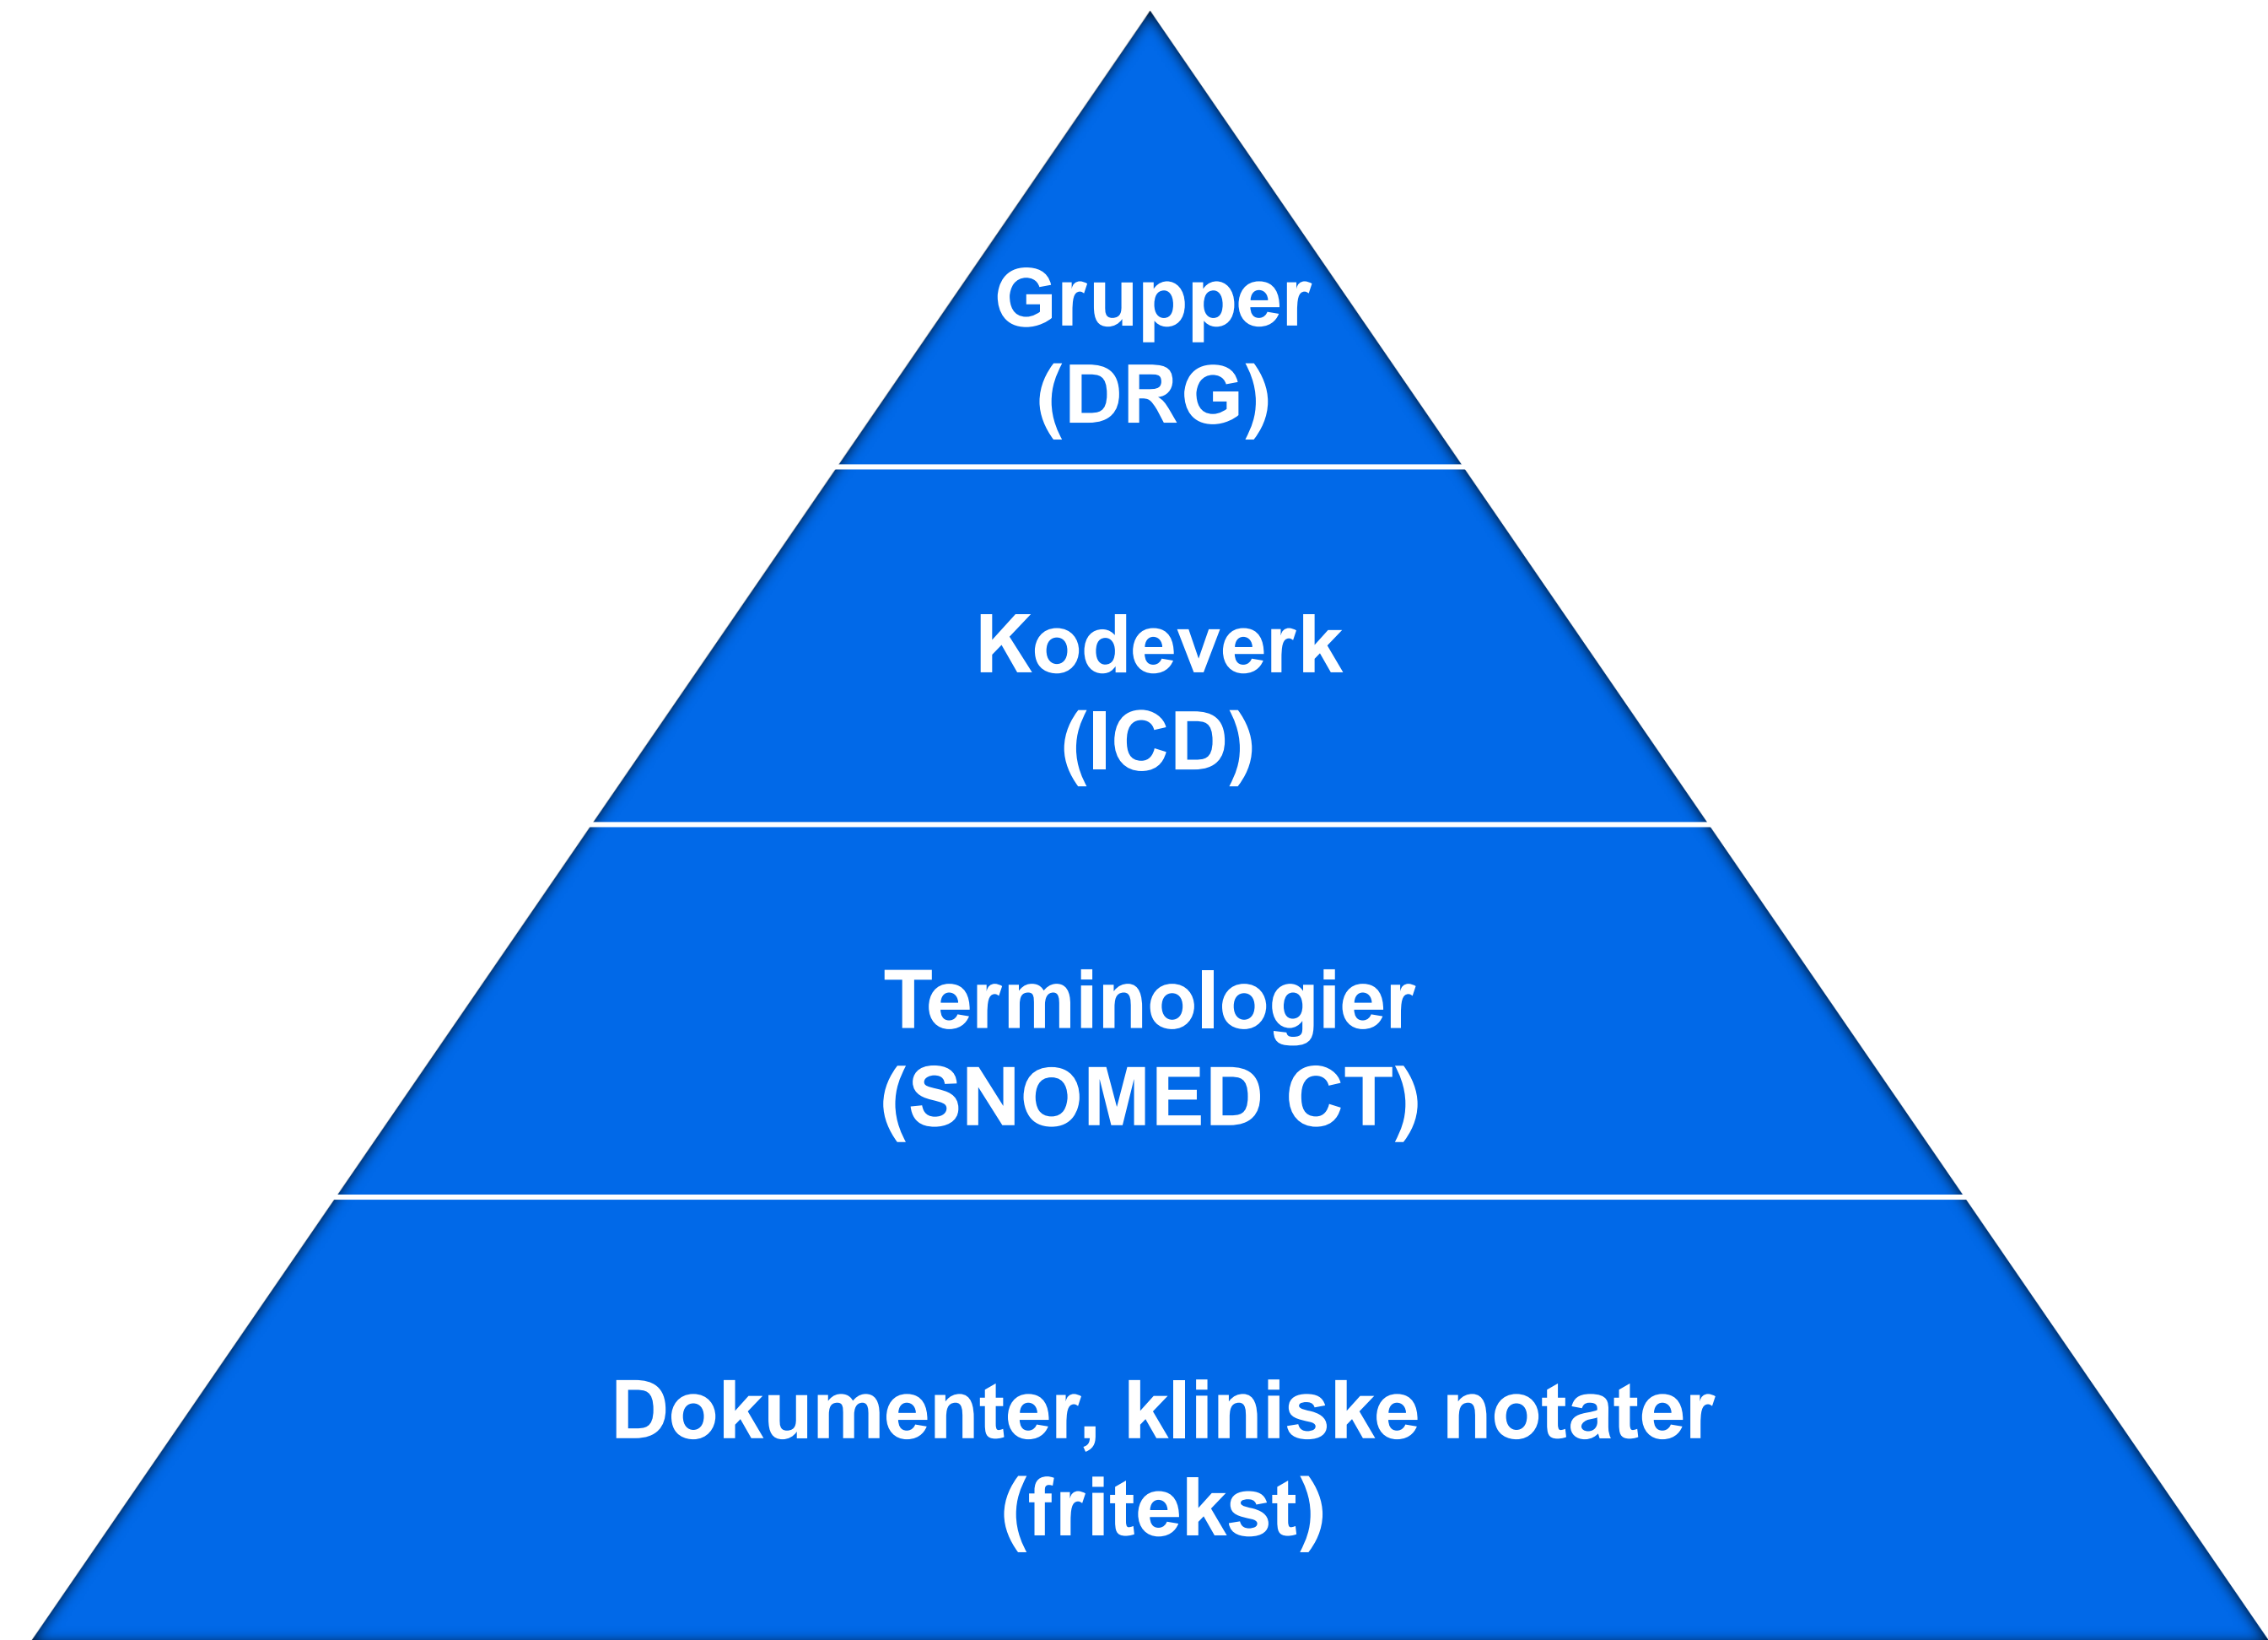 Grupper
(DRG)
Kodeverk
(ICD)
Terminologier
(SNOMED CT)
Dokumenter, kliniske notater
(fritekst)